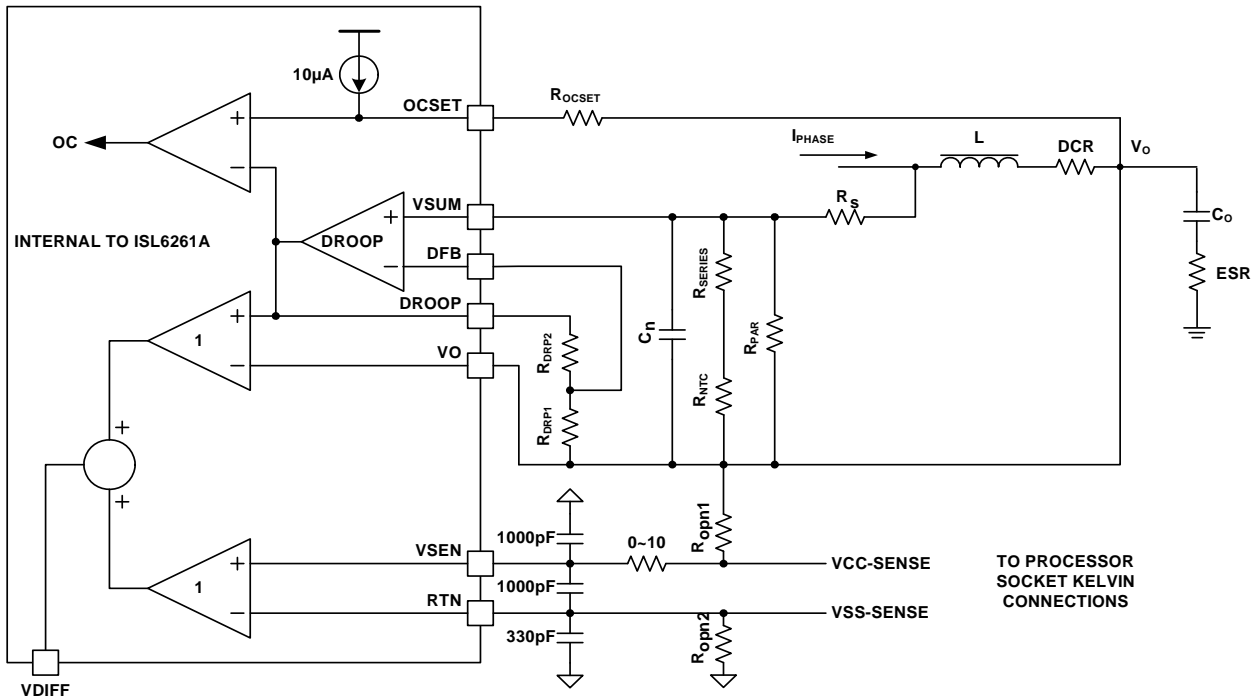 10µA
OCSET
R_OCSET
OC
I_PHASE
L
DCR
V_O
VSUM
R_S
C_O
INTERNAL TO ISL6261A
DROOP
DFB
ESR
DROOP
R_SERIES
C_n
R_PAR
1
VO
R_DRP2
R_NTC
R_DRP1
R_opn1
1000pF
0~10
VSEN
VCC-SENSE
TO PROCESSOR
SOCKET KELVIN
CONNECTIONS
1
1000pF
RTN
VSS-SENSE
330pF
R_opn2
VDIFF